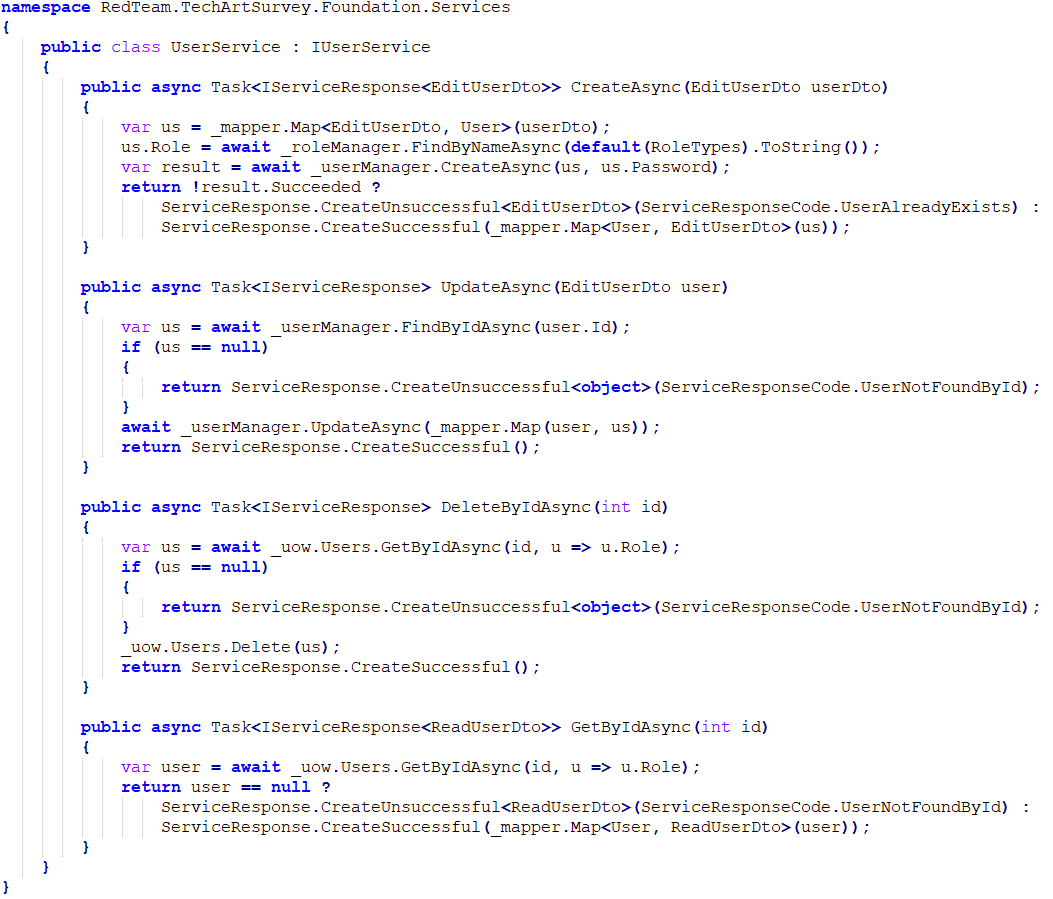 namespace RedTeam.TechArtSurvey.Foundation.Services
{
    public class UserService : IUserService
    {
        public async Task<IServiceResponse<EditUserDto>> CreateAsync(EditUserDto userDto)
        {
            var us = _mapper.Map<EditUserDto, User>(userDto);
            us.Role = await _roleManager.FindByNameAsync(default(RoleTypes).ToString());
            var result = await _userManager.CreateAsync(us, us.Password);
            return !result.Succeeded ?
                ServiceResponse.CreateUnsuccessful<EditUserDto>(ServiceResponseCode.UserAlreadyExists) :
                ServiceResponse.CreateSuccessful(_mapper.Map<User, EditUserDto>(us));
        }

        public async Task<IServiceResponse> UpdateAsync(EditUserDto user)
        {
            var us = await _userManager.FindByIdAsync(user.Id);
            if (us == null)
            {
                return ServiceResponse.CreateUnsuccessful<object>(ServiceResponseCode.UserNotFoundById);
            }
            await _userManager.UpdateAsync(_mapper.Map(user, us));
            return ServiceResponse.CreateSuccessful();
        }

        public async Task<IServiceResponse> DeleteByIdAsync(int id)
        {
            var us = await _uow.Users.GetByIdAsync(id, u => u.Role);
            if (us == null)
            {
                return ServiceResponse.CreateUnsuccessful<object>(ServiceResponseCode.UserNotFoundById);
            }
            _uow.Users.Delete(us);
            return ServiceResponse.CreateSuccessful();
        }

        public async Task<IServiceResponse<ReadUserDto>> GetByIdAsync(int id)
        {
            var user = await _uow.Users.GetByIdAsync(id, u => u.Role);
            return user == null ?
                ServiceResponse.CreateUnsuccessful<ReadUserDto>(ServiceResponseCode.UserNotFoundById) :
                ServiceResponse.CreateSuccessful(_mapper.Map<User, ReadUserDto>(user));
        }
    }
}